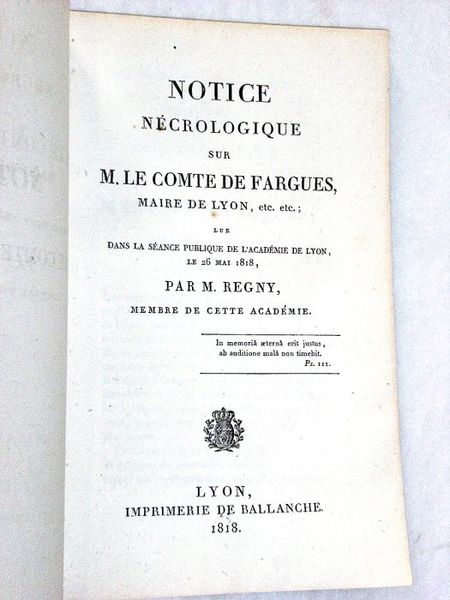 NOTICE
NÉCROLOGIQUE
SUR
M. LE COMTE DE FARGUES,
MAIRE DE LYON, etc. etc.;
LUE
DANS LA SÉANCE PUBLIQUE DE L'ACADÉMIE DE LYON,
LE 26 MAI 1818,
PAR M. REGNY,
MEMBRE DE CETTE ACADÉMIE.
In memoriâ æternâ erit justus,
ab auditione malâ non timebit.
Ps. III.
LYON,
IMPRIMERIE DE BALLANCHE.
1818.